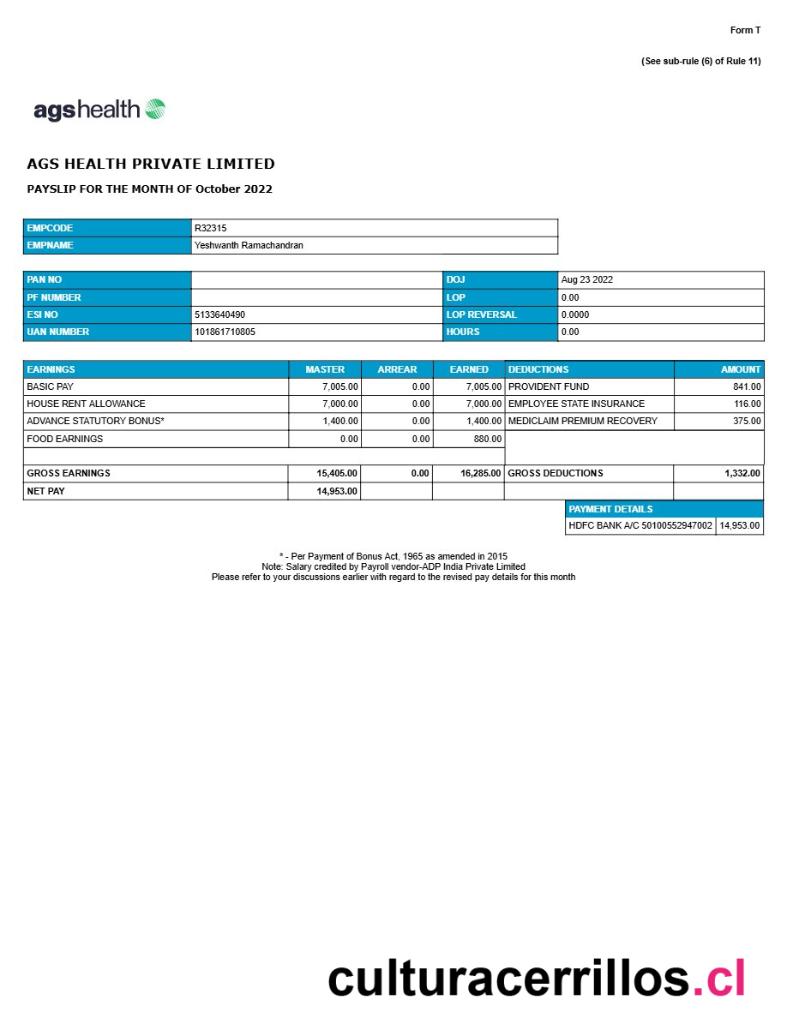 Form T
(See sub-rule (6) of Rule 11)
agshealth
AGS HEALTH PRIVATE LIMITED
PAYSLIP FOR THE MONTH OF October 2022
EMPCODE R32315
EMPNAME Yeshwanth Ramachandran
PAN NO DOJ Aug 23 2022
PF NUMBER LOP 0.00
ESI NO 5133640490 LOP REVERSAL 0.0000
UAN NUMBER 101861710805 HOURS 0.00
EARNINGS MASTER ARREAR EARNED DEDUCTIONS AMOUNT
BASIC PAY 7,005.00 0.00 7,005.00 PROVIDENT FUND 841.00
HOUSE RENT ALLOWANCE 7,000.00 0.00 7,000.00 EMPLOYEE STATE INSURANCE 116.00
ADVANCE STATUTORY BONUS* 1,400.00 0.00 1,400.00 MEDICLAIM PREMIUM RECOVERY 375.00
FOOD EARNINGS 0.00 0.00 880.00
GROSS EARNINGS 15,405.00 0.00 16,285.00 GROSS DEDUCTIONS 1,332.00
NET PAY 14,953.00
PAYMENT DETAILS
HDFC BANK A/C 50100552947002 14,953.00
* - Per Payment of Bonus Act, 1965 as amended in 2015
Note: Salary credited by Payroll vendor-ADP India Private Limited
Please refer to your discussions earlier with regard to the revised pay details for this month
culturacerrillos.cl